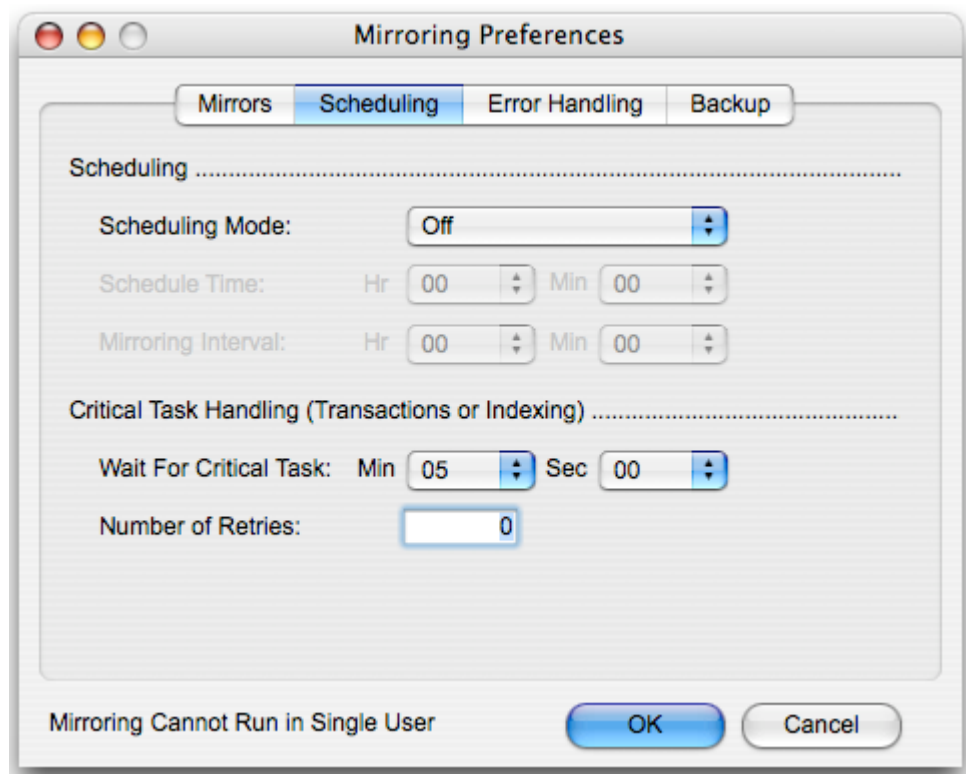 Mirroring Preferences
Mirrors Scheduling Error Handling Backup
Scheduling ..........................................................................................................
Scheduling Mode: Off
Schedule Time: Hr 00 Min 00
Mirroring Interval: Hr 00 Min 00
Critical Task Handling (Transactions or Indexing) ..............................................
Wait For Critical Task: Min 05 Sec 00
Number of Retries: 0
Mirroring Cannot Run in Single User OK Cancel